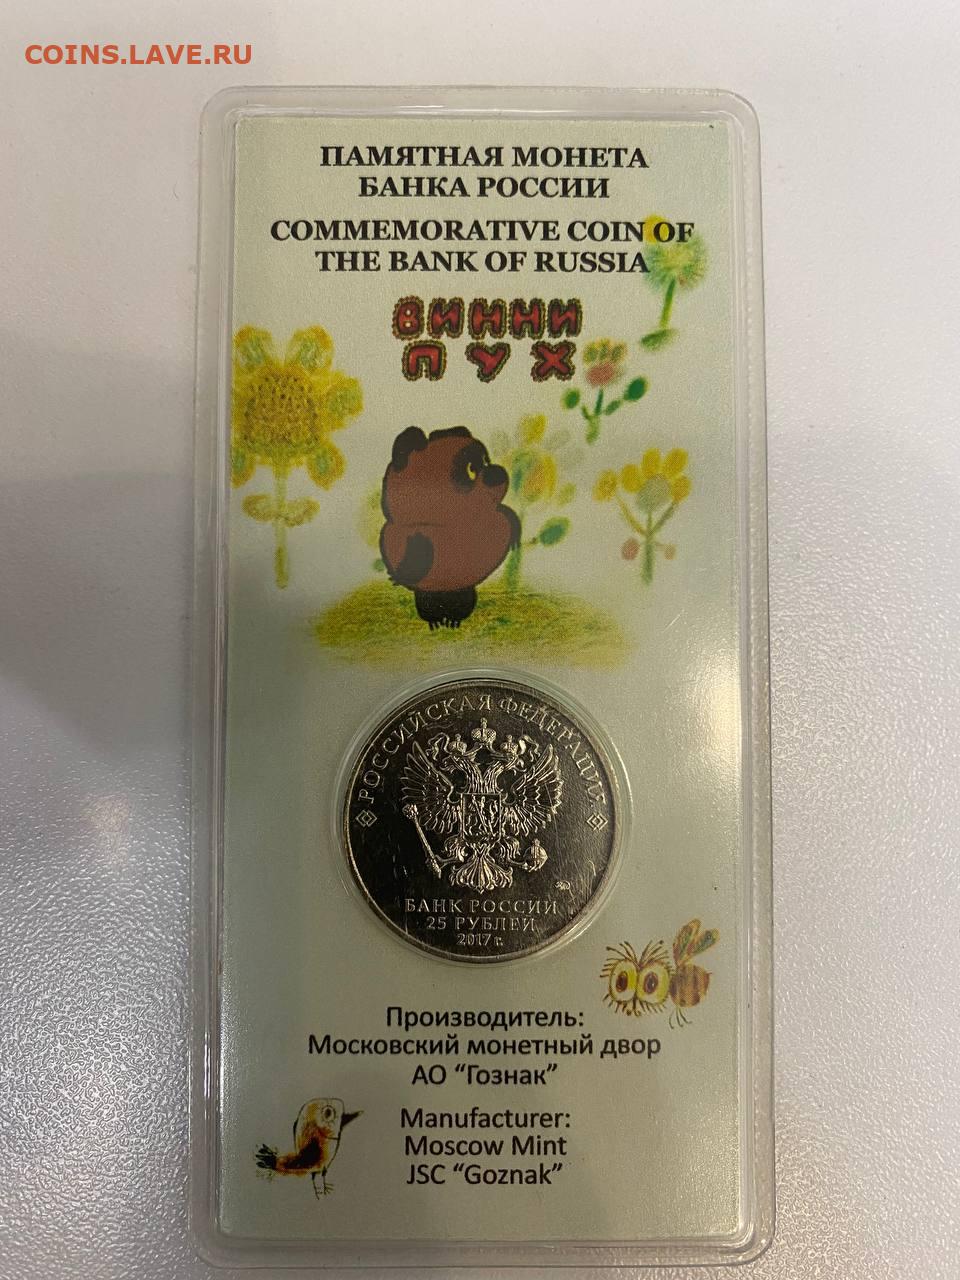 COINS.LAVE.RU
ПАМЯТНАЯ МОНЕТА
БАНКА РОССИИ
COMMEMORATIVE COIN OF
THE BANK OF RUSSIA
ВИННИ
ПУХ
РОССИЙСКАЯ ФЕДЕРАЦИЯ
БАНК РОССИИ
25 РУБЛЕЙ
2017 г.
Производитель:
Московский монетный двор
АО “Гознак”
Manufacturer:
Moscow Mint
JSC “Goznak”